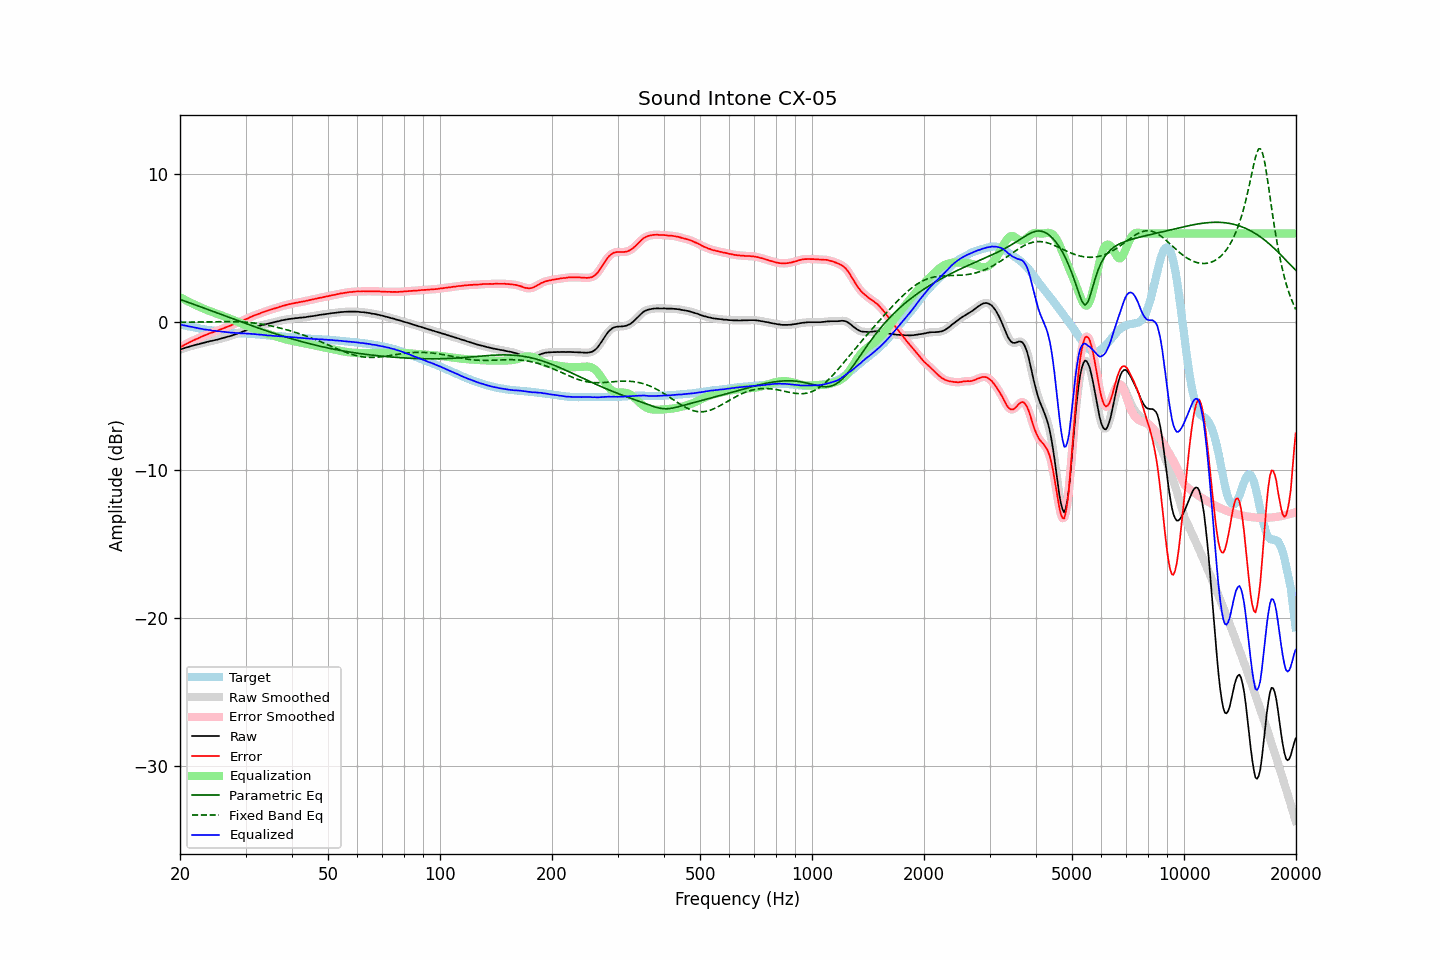 Sound Intone CX-05
Amplitude (dBr)
10
0
−10
−20
−30
Target
Raw Smoothed
Error Smoothed
Raw
Error
Equalization
Parametric Eq
Fixed Band Eq
Equalized
20 50 100 200 500 1000 2000 5000 10000 20000
Frequency (Hz)